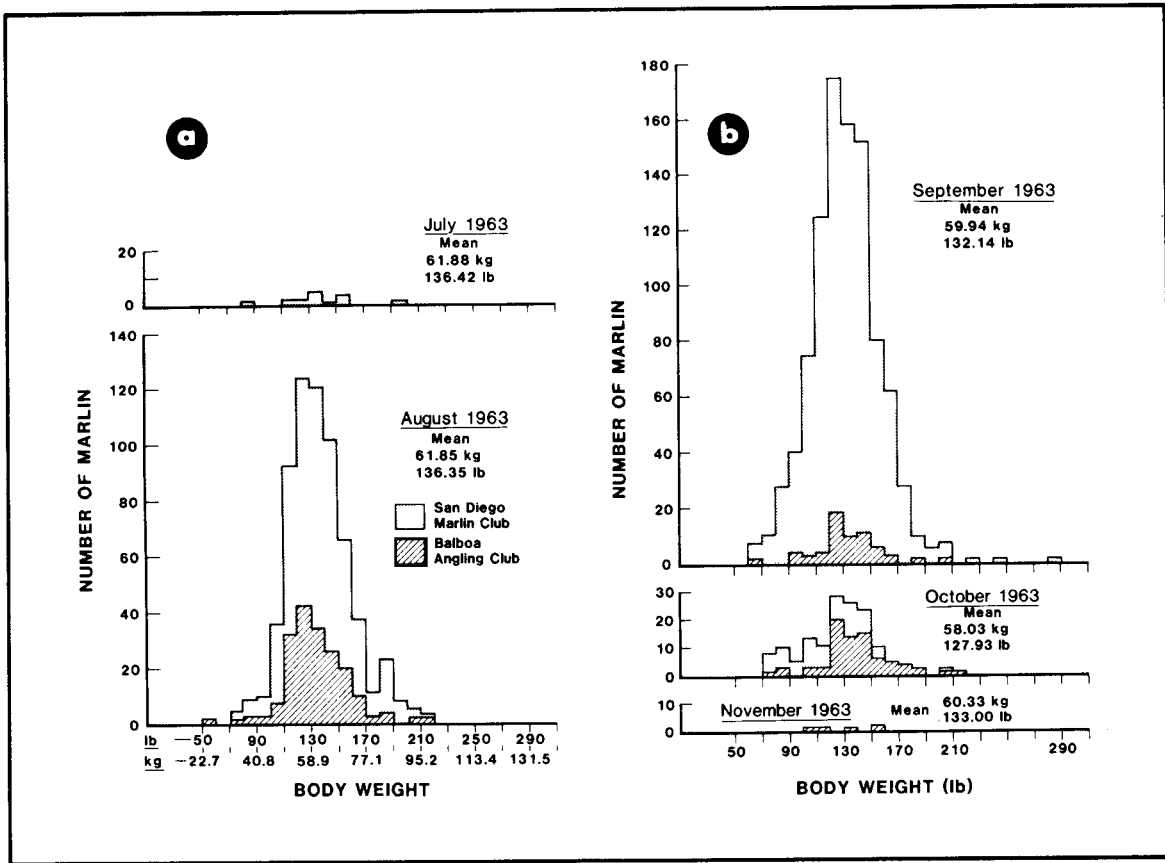 a
July 1963
Mean
61.88 kg
136.42 lb
20
0
NUMBER OF MARLIN
140
120
100
80
60
40
20
0
August 1963
Mean
61.85 kg
136.35 lb
San Diego
Marlin Club
Balboa
Angling Club
lb —50 90 130 170 210 250 290
kg —22.7 40.8 58.9 77.1 95.2 113.4 131.5
BODY WEIGHT
b
NUMBER OF MARLIN
180
160
140
120
100
80
60
40
20
0
September 1963
Mean
59.94 kg
132.14 lb
30
20
10
0
October 1963
Mean
58.03 kg
127.93 lb
10
0
November 1963
Mean 60.33 kg
133.00 lb
50 90 130 170 210 290
BODY WEIGHT (lb)